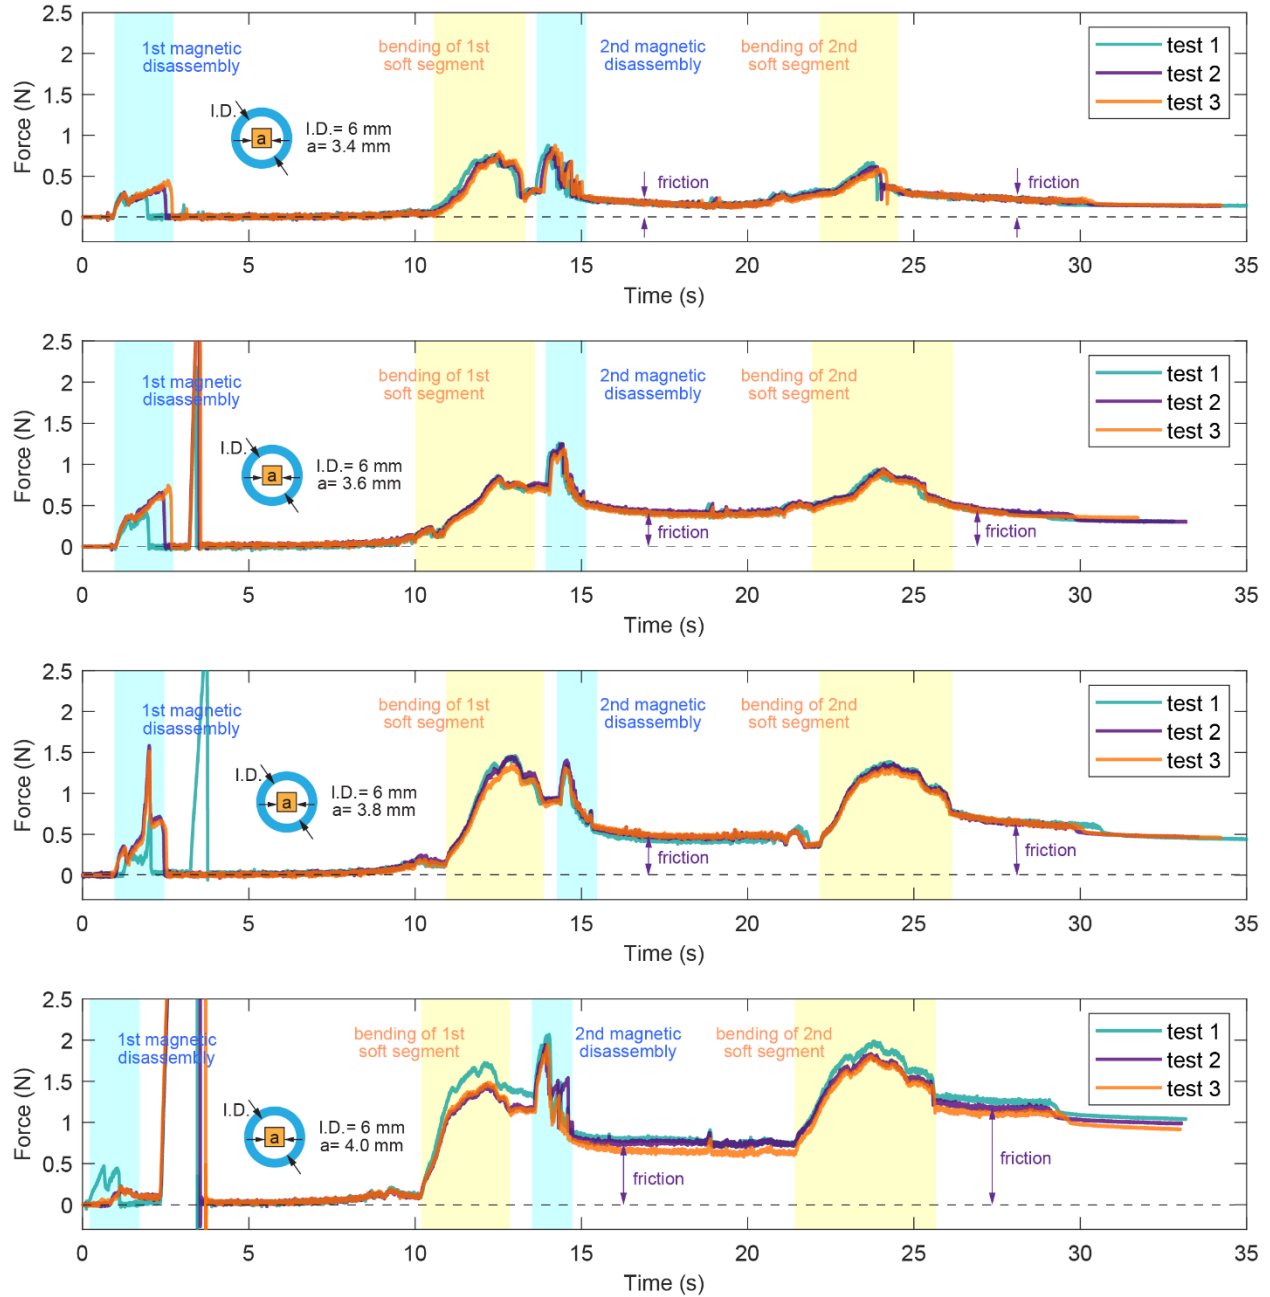 2.5
2
1.5
1
0.5
0
Force (N)
1st magnetic
disassembly
bending of 1st
soft segment
2nd magnetic
disassembly
bending of 2nd
soft segment
test 1
test 2
test 3
I.D.
a
I.D.= 6 mm
a= 3.4 mm
friction
friction
0 5 10 15 20 25 30 35
Time (s)
2.5
2
1.5
1
0.5
0
Force (N)
1st magnetic
disassembly
bending of 1st
soft segment
2nd magnetic
disassembly
bending of 2nd
soft segment
test 1
test 2
test 3
I.D.
a
I.D.= 6 mm
a= 3.6 mm
friction
friction
0 5 10 15 20 25 30 35
Time (s)
2.5
2
1.5
1
0.5
0
Force (N)
1st magnetic
disassembly
bending of 1st
soft segment
2nd magnetic
disassembly
bending of 2nd
soft segment
test 1
test 2
test 3
I.D.
a
I.D.= 6 mm
a= 3.8 mm
friction
friction
0 5 10 15 20 25 30 35
Time (s)
2.5
2
1.5
1
0.5
0
Force (N)
1st magnetic
disassembly
bending of 1st
soft segment
2nd magnetic
disassembly
bending of 2nd
soft segment
test 1
test 2
test 3
I.D.
a
I.D.= 6 mm
a= 4.0 mm
friction
friction
0 5 10 15 20 25 30 35
Time (s)